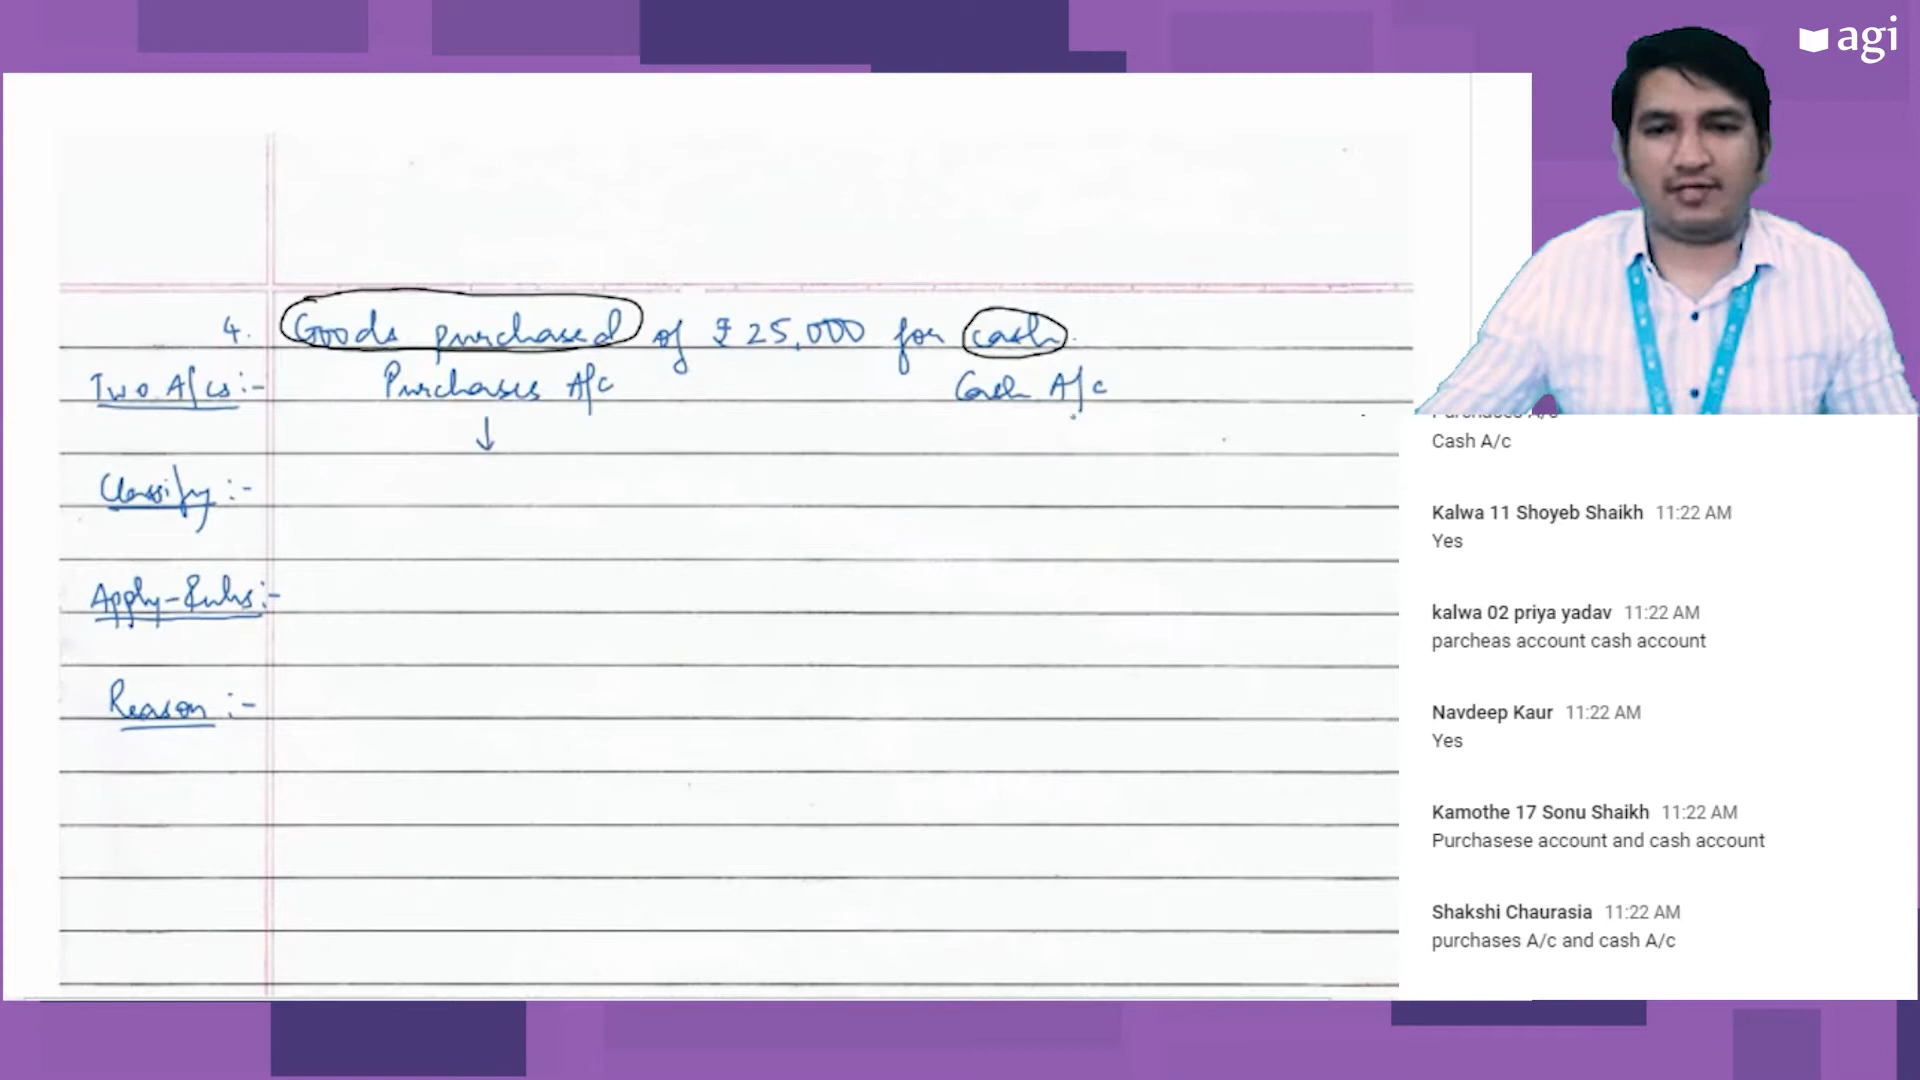 agi
4. Goods purchased of ₹ 25,000 for cash.
Two A/cs :- Purchases A/c Cash A/c
↓
Classify :-
Apply-Rules :-
Reason :-
Purchases A/c
Cash A/c
Kalwa 11 Shoyeb Shaikh 11:22 AM
Yes
kalwa 02 priya yadav 11:22 AM
parcheas account cash account
Navdeep Kaur 11:22 AM
Yes
Kamothe 17 Sonu Shaikh 11:22 AM
Purchasese account and cash account
Shakshi Chaurasia 11:22 AM
purchases A/c and cash A/c